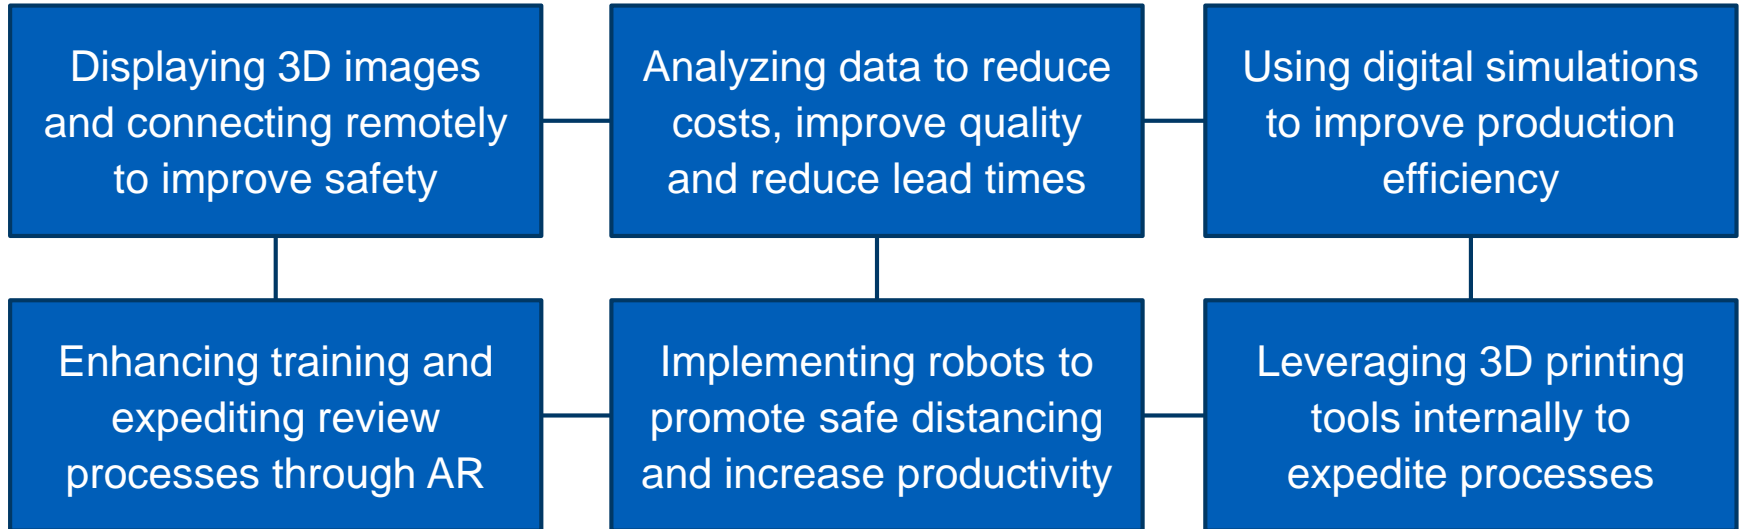 Displaying 3D images
and connecting remotely
to improve safety
Analyzing data to reduce
costs, improve quality
and reduce lead times
Using digital simulations
to improve production
efficiency
Enhancing training and
expediting review
processes through AR
Implementing robots to
promote safe distancing
and increase productivity
Leveraging 3D printing
tools internally to
expedite processes